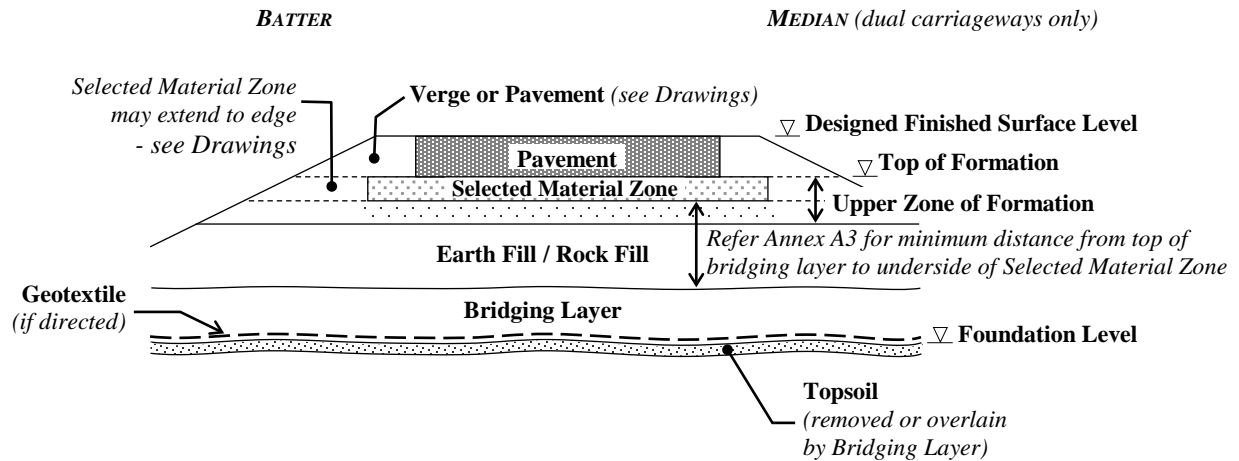 BATTER
MEDIAN (dual carriageways only)
Selected Material Zone
may extend to edge
- see Drawings
Verge or Pavement (see Drawings)
Designed Finished Surface Level
Pavement
Top of Formation
Selected Material Zone
Upper Zone of Formation
Earth Fill / Rock Fill
Refer Annex A3 for minimum distance from top of
bridging layer to underside of Selected Material Zone
Geotextile
(if directed)
Bridging Layer
Foundation Level
Topsoil
(removed or overlain
by Bridging Layer)